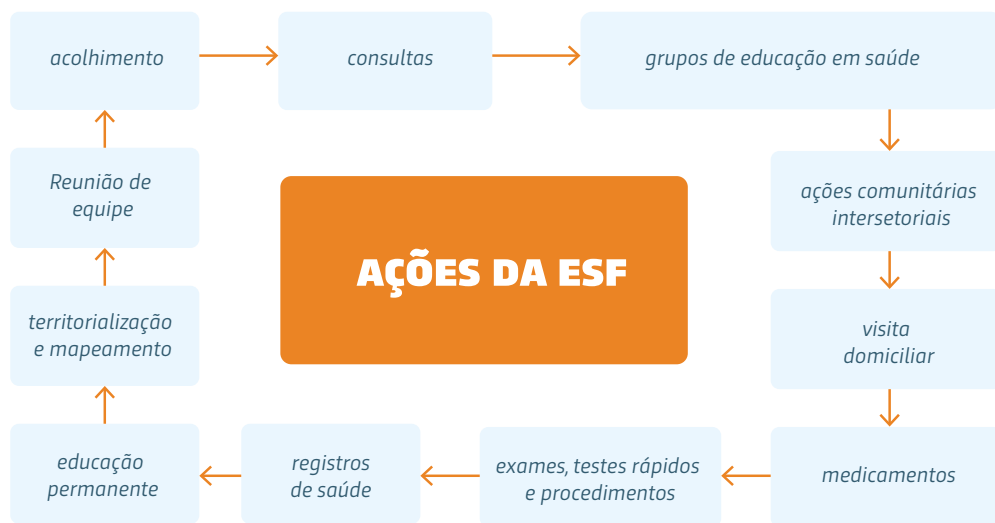 acolhimento
consultas
grupos de educação em saúde
ações comunitárias
intersetoriais
visita
domiciliar
medicamentos
exames, testes rápidos
e procedimentos
registros
de saúde
educação
permanente
territorialização
e mapeamento
Reunião de
equipe
AÇÕES DA ESF